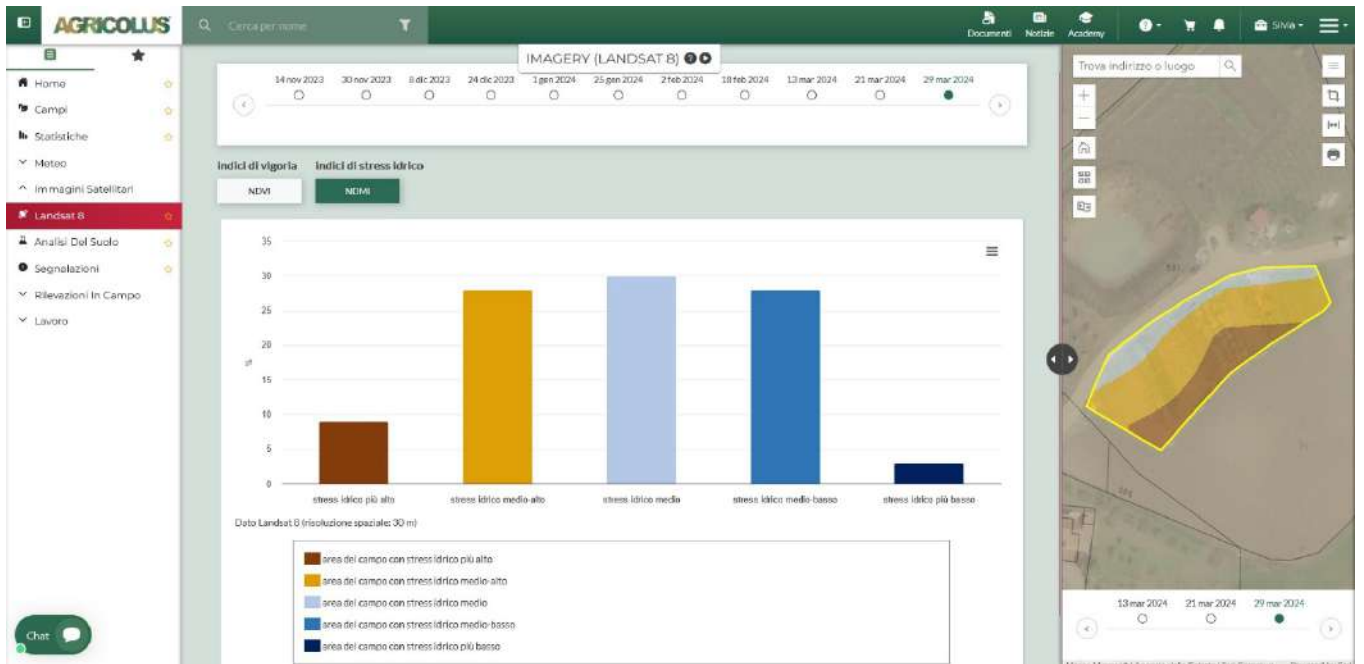 AGRICOLUS
Cerca per nome
Documenti
Notizie
Academy
Silvia
Home
Campi
Statistiche
Meteo
Immagini Satellitari
Landsat 8
Analisi Del Suolo
Segnalazioni
Rilevazioni In Campo
Lavoro
Chat
IMAGERY (LANDSAT 8)
14 nov 2023 30 nov 2023 8 dic 2023 24 dic 2023 1 gen 2024 25 gen 2024 2 feb 2024 18 feb 2024 13 mar 2024 21 mar 2024 29 mar 2024
Indici di vigoria Indici di stress idrico
NDVI NDMI
35
30
25
20
15
10
5
0
%
stress idrico più alto stress idrico medio-alto stress idrico medio stress idrico medio-basso stress idrico più basso
Dato Landsat 8 (risoluzione spaziale: 30 m)
area del campo con stress idrico più alto
area del campo con stress idrico medio-alto
area del campo con stress idrico medio
area del campo con stress idrico medio-basso
area del campo con stress idrico più basso
Trova indirizzo o luogo
13 mar 2024 21 mar 2024 29 mar 2024